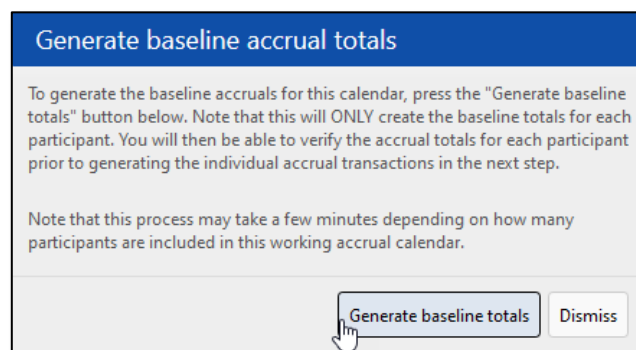 Generate baseline accrual totals
To generate the baseline accruals for this calendar, press the "Generate baseline
totals" button below. Note that this will ONLY create the baseline totals for each
participant. You will then be able to verify the accrual totals for each participant
prior to generating the individual accrual transactions in the next step.
Note that this process may take a few minutes depending on how many
participants are included in this working accrual calendar.
Generate baseline totals
Dismiss